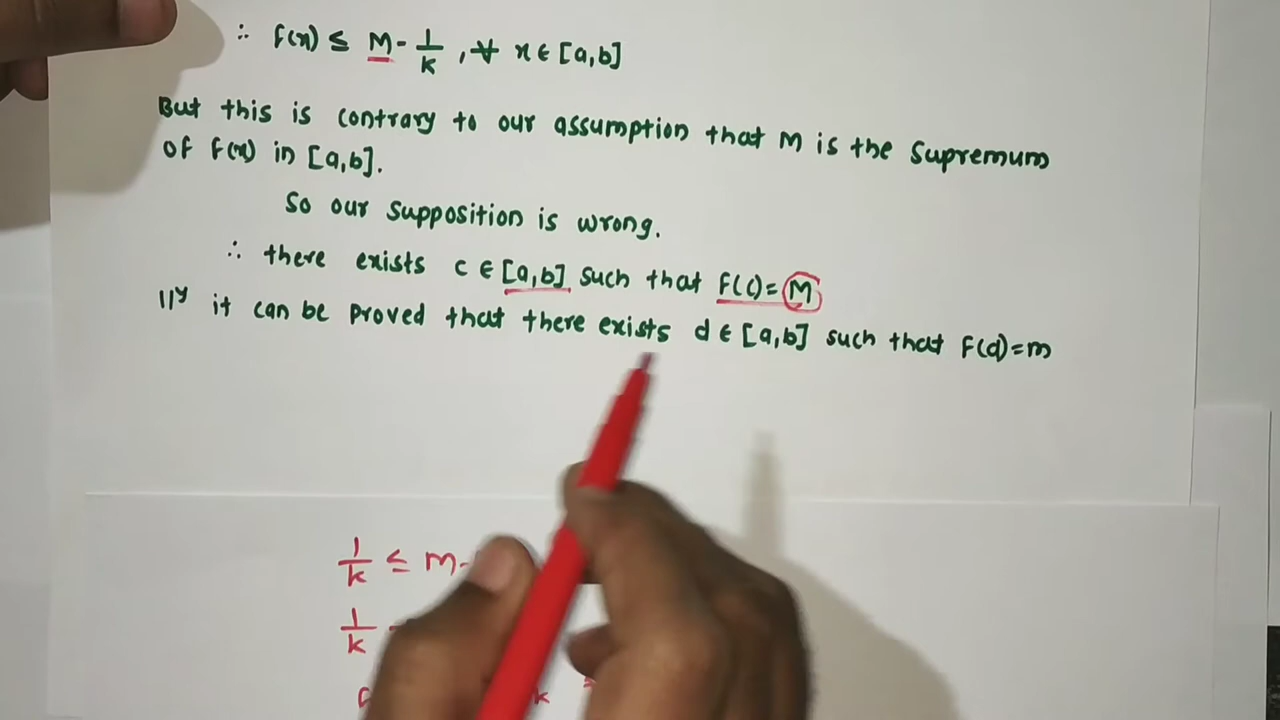 ∴ f(x) ≤ M - 1/k , ∀ x ∈ [a,b]
But this is contrary to our assumption that M is the supremum
of f(x) in [a,b].
So our supposition is wrong.
∴ there exists c ∈ [a,b] such that f(c) = M
|||ly it can be proved that there exists d ∈ [a,b] such that f(d) = m
1/k ≤ M -
1/k
k